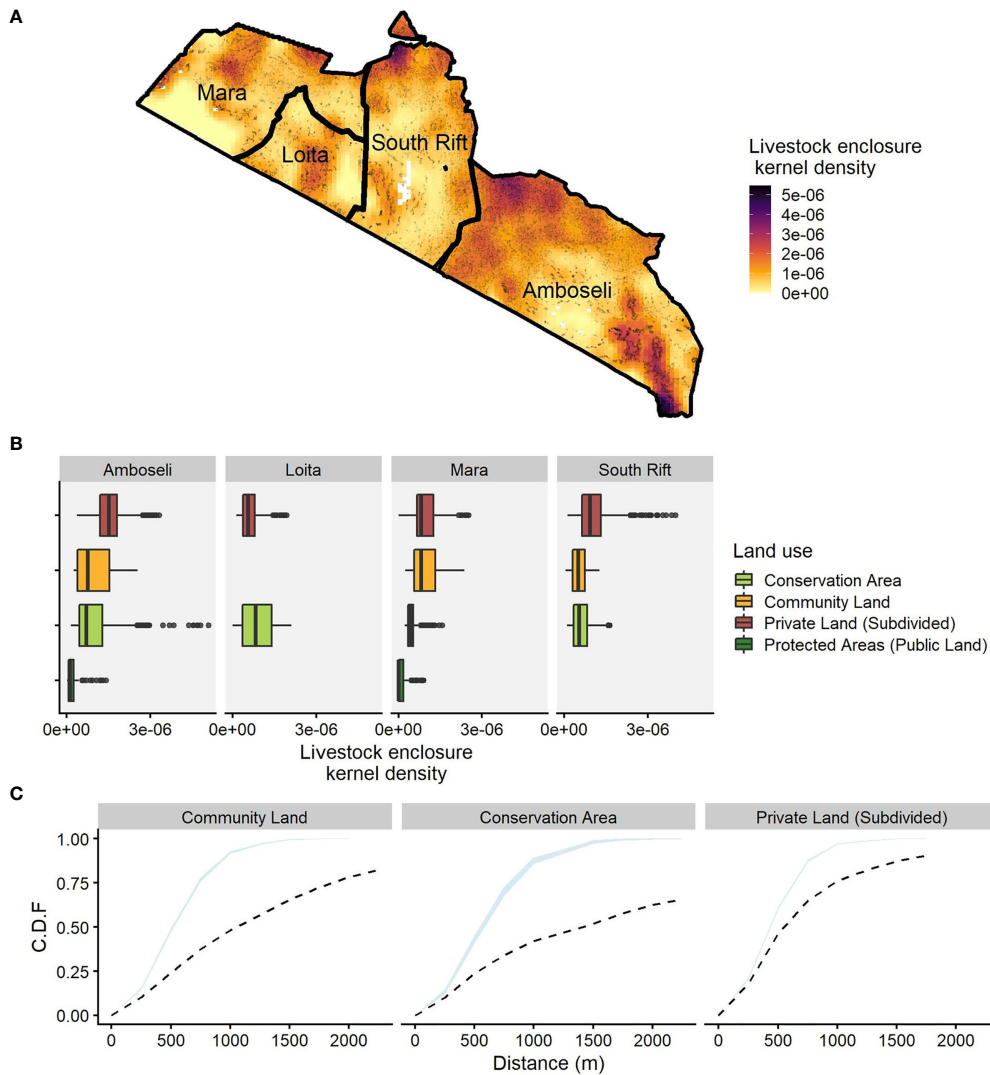 A
Mara
Loita
South Rift
Amboseli
Livestock enclosure
kernel density
5e-06
4e-06
3e-06
2e-06
1e-06
0e+00
B
Amboseli
Loita
Mara
South Rift
0e+00 3e-06 0e+00 3e-06 0e+00 3e-06 0e+00 3e-06
Livestock enclosure
kernel density
Land use
Conservation Area
Community Land
Private Land (Subdivided)
Protected Areas (Public Land)
C
Community Land
Conservation Area
Private Land (Subdivided)
C.D.F
1.00
0.75
0.50
0.25
0.00
0 500 1000 1500 2000 0 500 1000 1500 2000 0 500 1000 1500 2000
Distance (m)